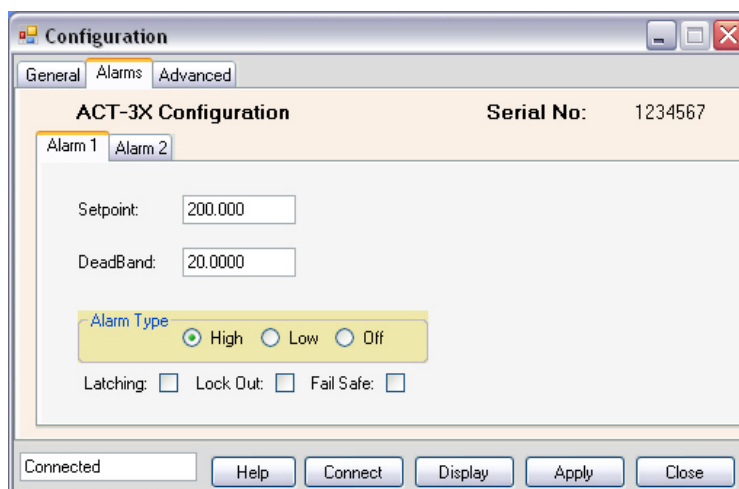 Configuration
General Alarms Advanced
ACT-3X Configuration Serial No: 1234567
Alarm 1 Alarm 2
Setpoint: 200.000
DeadBand: 20.0000
Alarm Type
High Low Off
Latching: Lock Out: Fail Safe:
Connected Help Connect Display Apply Close